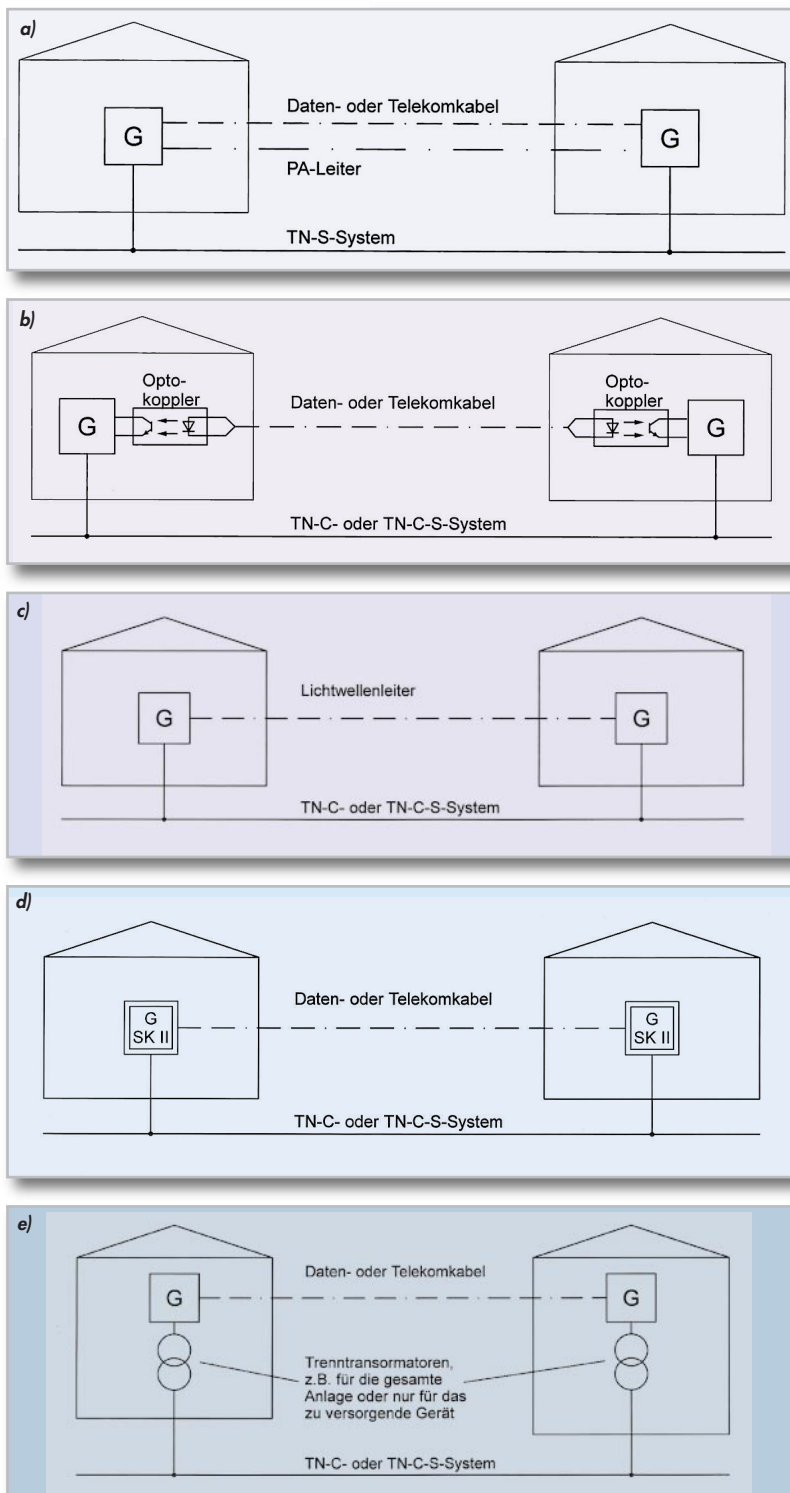 a)
G
Daten- oder Telekomkabel
G
PA-Leiter
TN-S-System
b)
Opto-
koppler
G
Daten- oder Telekomkabel
Opto-
koppler
G
TN-C- oder TN-C-S-System
c)
G
Lichtwellenleiter
G
TN-C- oder TN-C-S-System
d)
G
SK II
Daten- oder Telekomkabel
G
SK II
TN-C- oder TN-C-S-System
e)
G
Daten- oder Telekomkabel
G
Trenntransormatoren,
z.B. für die gesamte
Anlage oder nur für das
zu versorgende Gerät
TN-C- oder TN-C-S-System